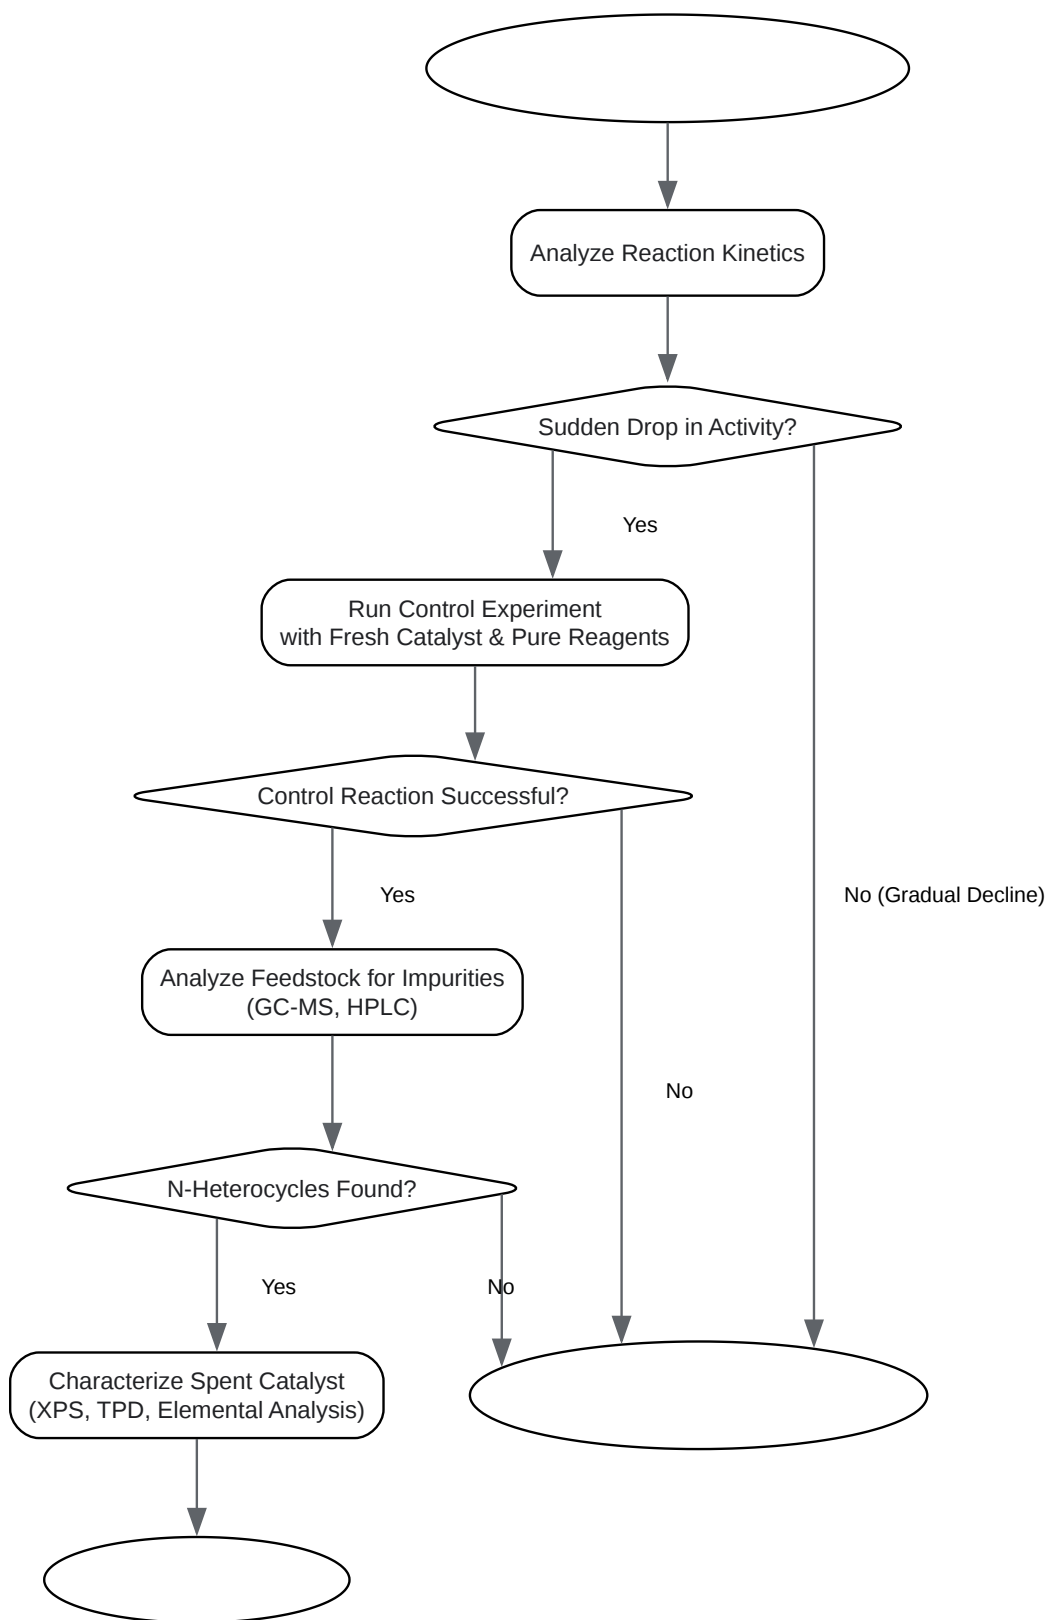 Analyze Reaction Kinetics
Sudden Drop in Activity?
Yes
Run Control Experiment
with Fresh Catalyst & Pure Reagents
Control Reaction Successful?
Yes
No (Gradual Decline)
Analyze Feedstock for Impurities
(GC-MS, HPLC)
No
N-Heterocycles Found?
Yes
No
Characterize Spent Catalyst
(XPS, TPD, Elemental Analysis)